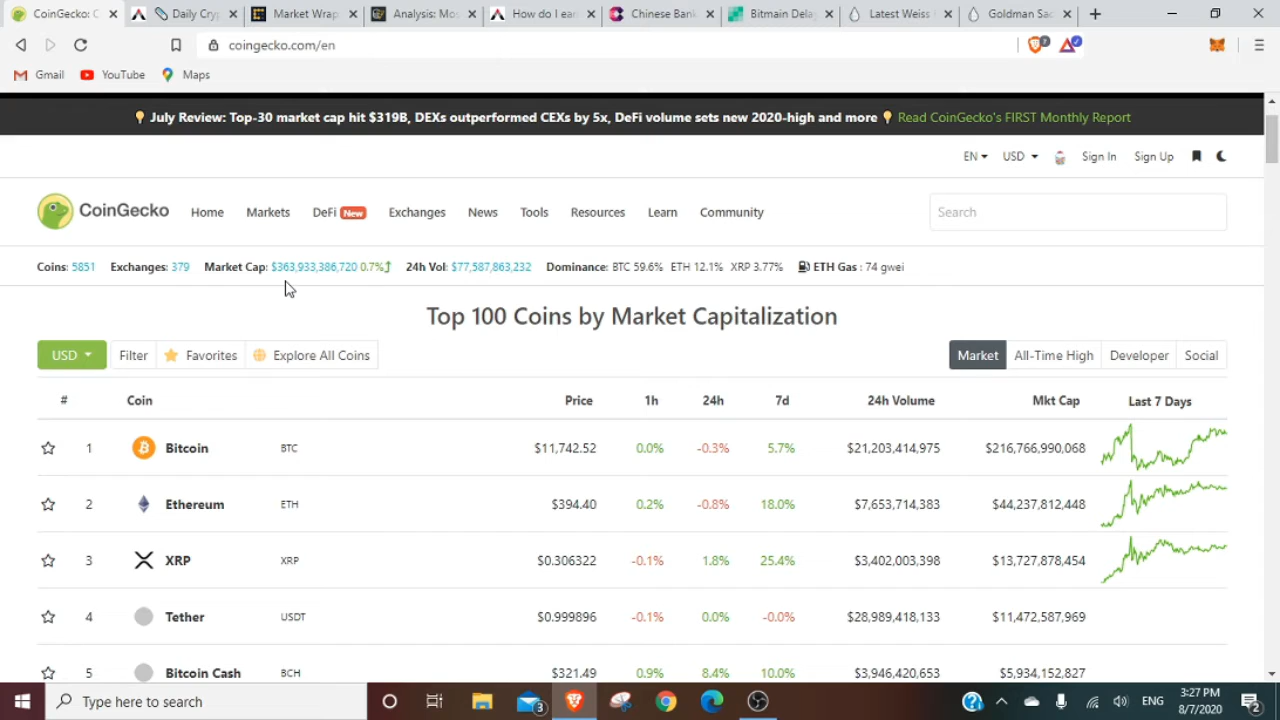 CoinGecko: C
Daily Cry
Market Wrap
Analysis: Mo
How do I ea
Chinese Bank
Bitmain Dela
Latest Weiss
Goldman Sac
coingecko.com/en
7
Gmail
YouTube
Maps
July Review: Top-30 market cap hit $319B, DEXs outperformed CEXs by 5x, DeFi volume sets new 2020-high and more Read CoinGecko's FIRST Monthly Report
EN USD Sign In Sign Up
CoinGecko Home Markets DeFi New Exchanges News Tools Resources Learn Community Search
Coins: 5851 Exchanges: 379 Market Cap: $363,933,386,720 0.7% 24h Vol: $77,587,863,232 Dominance: BTC 59.6% ETH 12.1% XRP 3.77% ETH Gas : 74 gwei
Top 100 Coins by Market Capitalization
USD Filter Favorites Explore All Coins Market All-Time High Developer Social
# Coin Price 1h 24h 7d 24h Volume Mkt Cap Last 7 Days
1 Bitcoin BTC $11,742.52 0.0% -0.3% 5.7% $21,203,414,975 $216,766,990,068
2 Ethereum ETH $394.40 0.2% -0.8% 18.0% $7,653,714,383 $44,237,812,448
3 XRP XRP $0.306322 -0.1% 1.8% 25.4% $3,402,003,398 $13,727,878,454
4 Tether USDT $0.999896 -0.1% 0.0% -0.0% $28,989,418,133 $11,472,587,969
5 Bitcoin Cash BCH $321.49 0.9% 8.4% 10.0% $3,946,420,653 $5,934,152,827
Type here to search
3
ENG
3:27 PM
8/7/2020
2